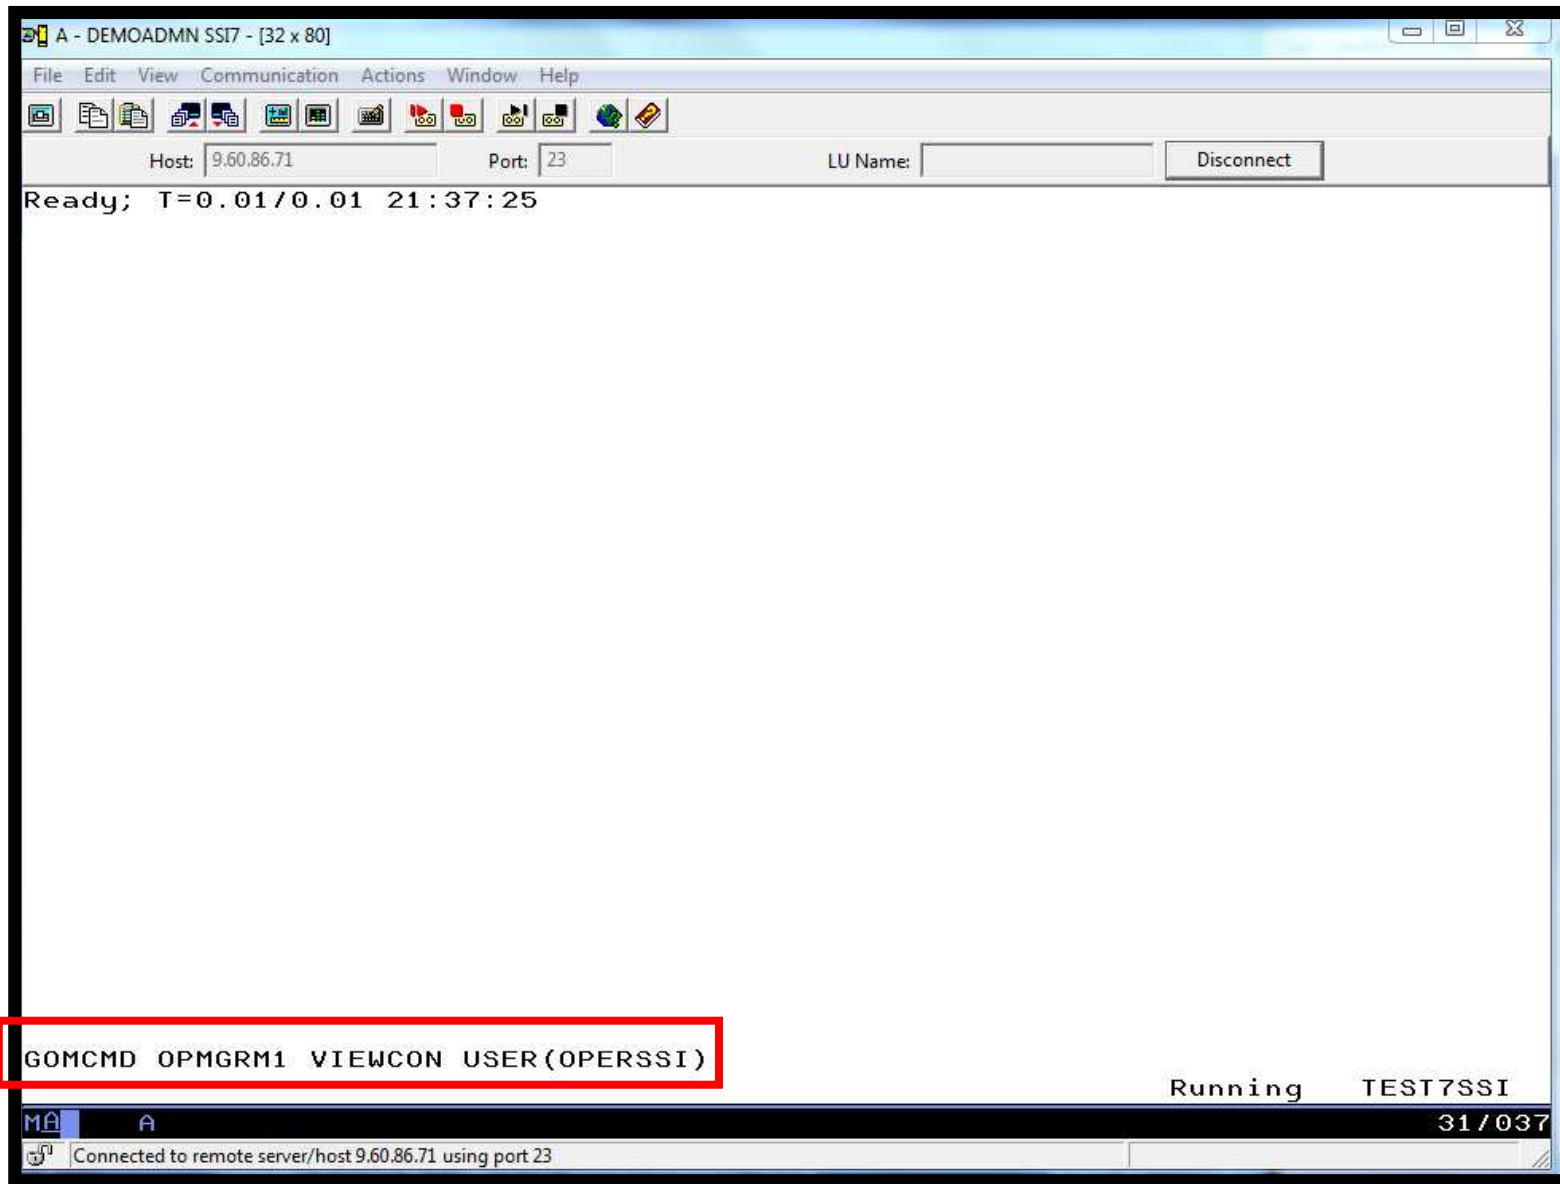 A - DEMOADMN SSI7 - [32 x 80]
File Edit View Communication Actions Window Help
Host: 9.60.86.71 Port: 23 LU Name: Disconnect
Ready; T=0.01/0.01 21:37:25
GOMCMD OPMGRM1 VIEWCON USER(OPERSSI)
Running TEST7SSI
MA A 31/037
Connected to remote server/host 9.60.86.71 using port 23